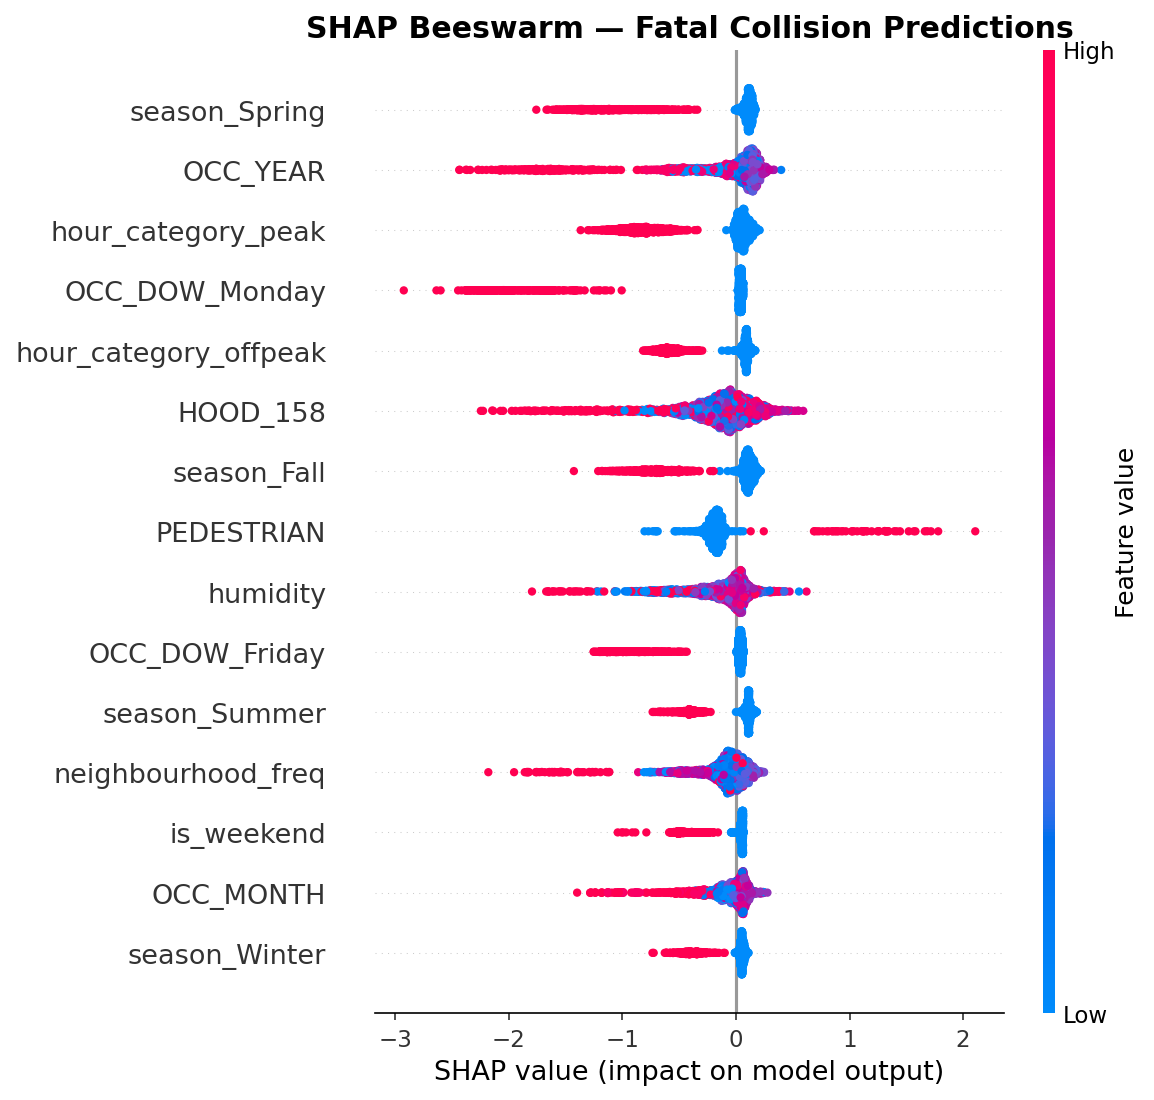 SHAP Beeswarm — Fatal Collision Predictions
High
season_Spring
OCC_YEAR
hour_category_peak
OCC_DOW_Monday
hour_category_offpeak
HOOD_158
season_Fall
PEDESTRIAN
humidity
OCC_DOW_Friday
season_Summer
neighbourhood_freq
is_weekend
OCC_MONTH
season_Winter
Feature value
Low
−3 −2 −1 0 1 2
SHAP value (impact on model output)